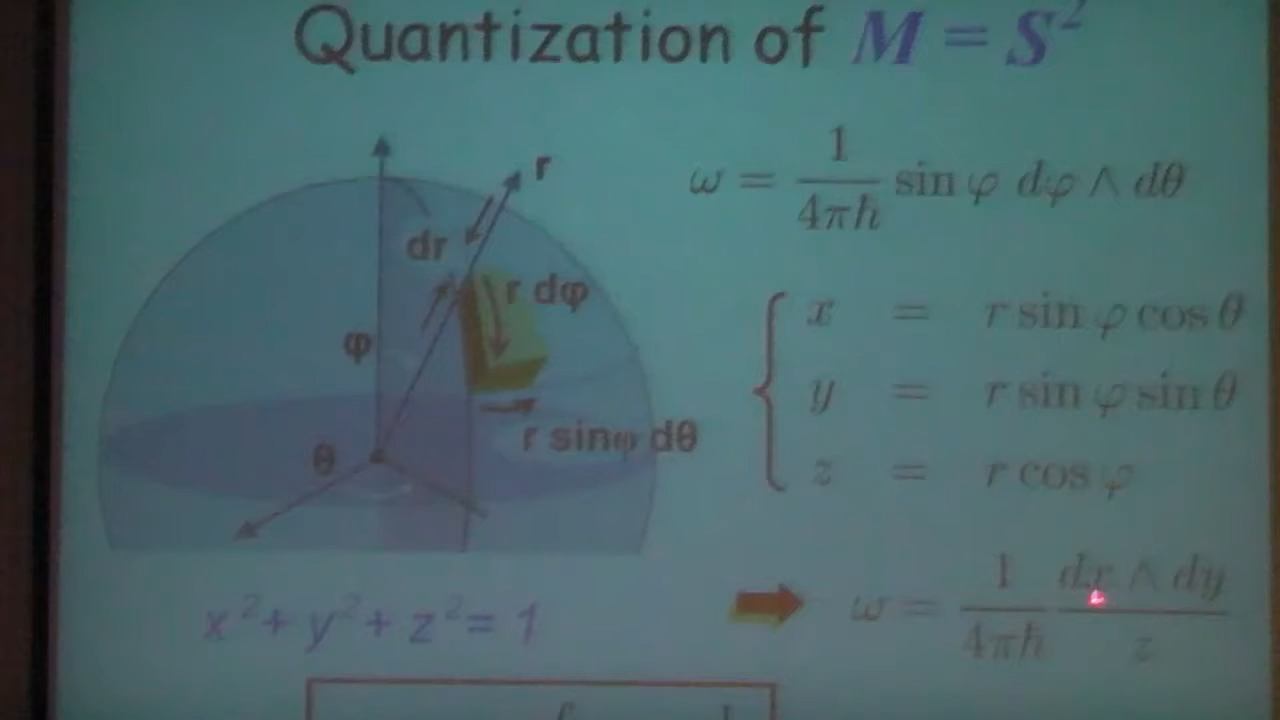 Quantization of M = S²
ω = 1/(4πħ) sin φ dφ ∧ dθ
r
dr
r dφ
φ
r sinφ dθ
θ
x = r sin φ cos θ
y = r sin φ sin θ
z = r cos φ
x² + y² + z² = 1
ω = 1/(4πħ) dx ∧ dy / z